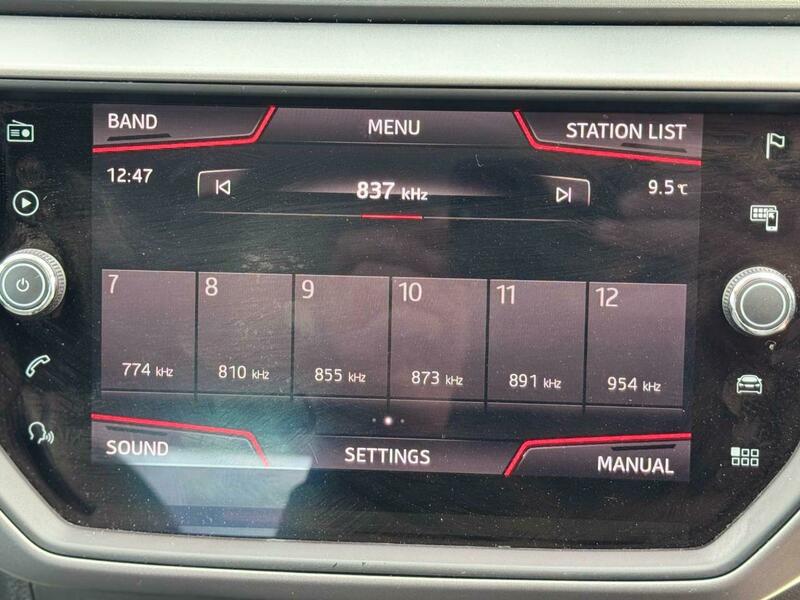 BAND
MENU
STATION LIST
12:47
837 kHz
9.5 °C
7
8
9
10
11
12
774 kHz
810 kHz
855 kHz
873 kHz
891 kHz
954 kHz
SOUND
SETTINGS
MANUAL